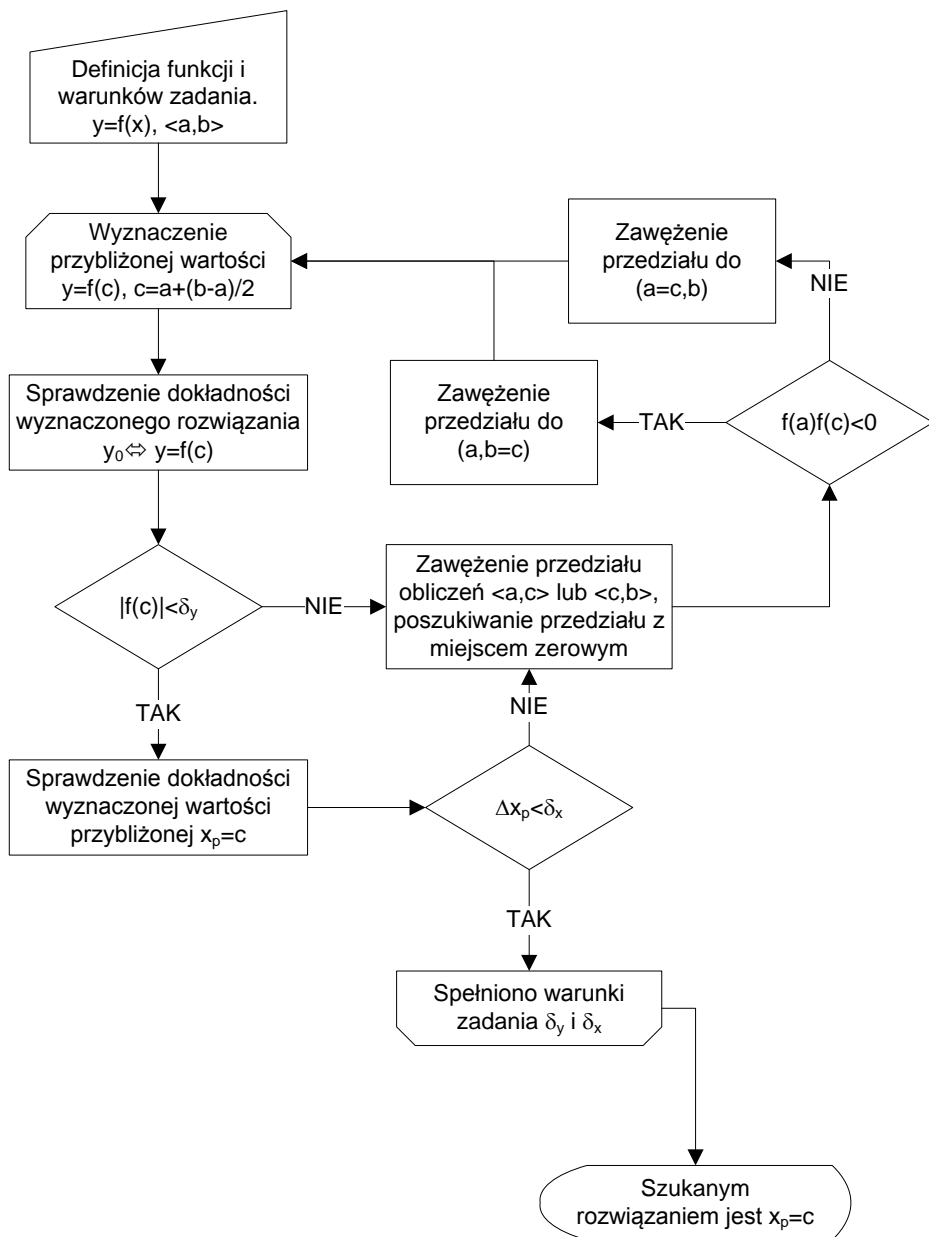 Definicja funkcji i
warunków zadania.
y=f(x), <a,b>
Wyznaczenie
przybliżonej wartości
y=f(c), c=a+(b-a)/2
Zawężenie
przedziału do
(a=c,b)
NIE
Sprawdzenie dokładności
wyznaczonego rozwiązania
y₀⇔ y=f(c)
Zawężenie
przedziału do
(a,b=c)
TAK
f(a)f(c)<0
|f(c)|<δy
NIE
Zawężenie przedziału
obliczeń <a,c> lub <c,b>,
poszukiwanie przedziału z
miejscem zerowym
TAK
NIE
Sprawdzenie dokładności
wyznaczonej wartości
przybliżonej xₚ=c
Δxₚ<δₓ
TAK
Spełniono warunki
zadania δy i δₓ
Szukanym
rozwiązaniem jest xₚ=c